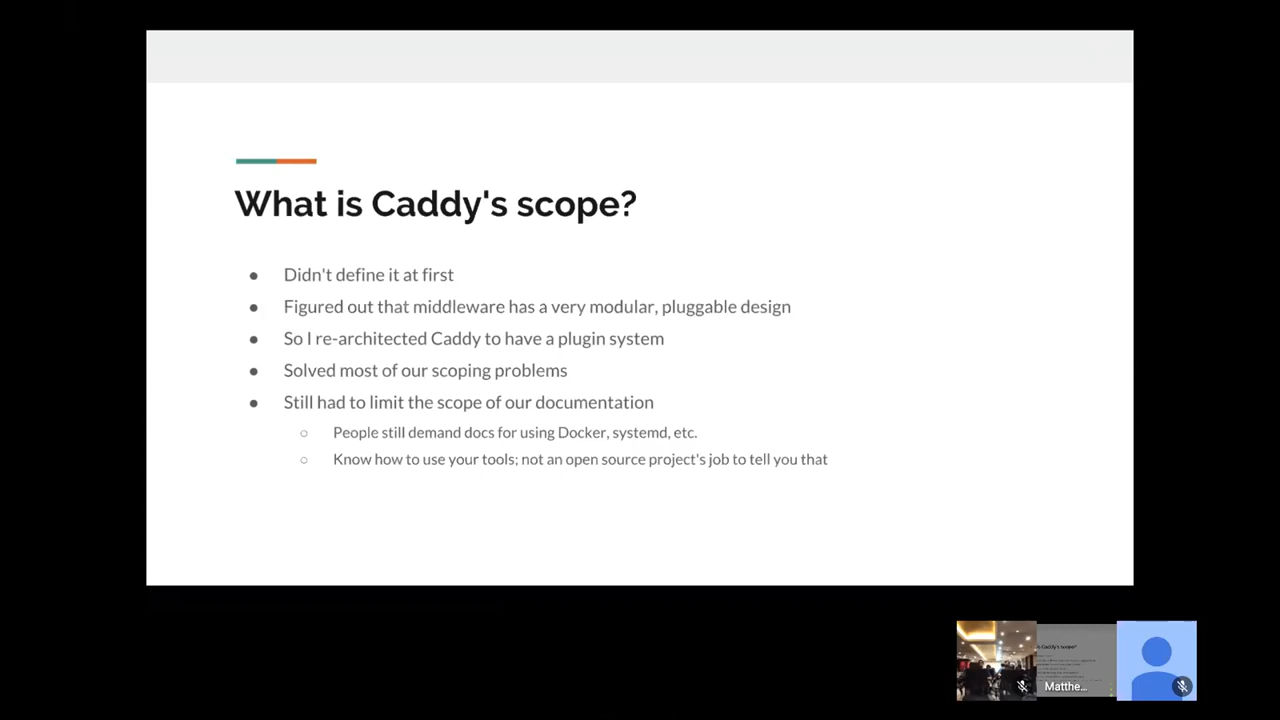 What is Caddy's scope?
● Didn't define it at first
● Figured out that middleware has a very modular, pluggable design
● So I re-architected Caddy to have a plugin system
● Solved most of our scoping problems
● Still had to limit the scope of our documentation
○ People still demand docs for using Docker, systemd, etc.
○ Know how to use your tools; not an open source project's job to tell you that
Matthe...